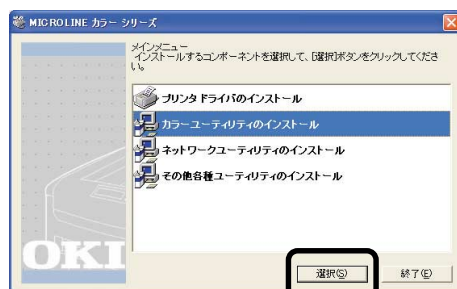 MICROLINE カラー シリーズ
メインメニュー
インストールするコンポーネントを選択して、[選択]ボタンをクリックしてくださ
い。
プリンタ ドライバのインストール
カラーユーティリティのインストール
ネットワークユーティリティのインストール
その他各種ユーティリティのインストール
OKI
選択(S)
終了(E)